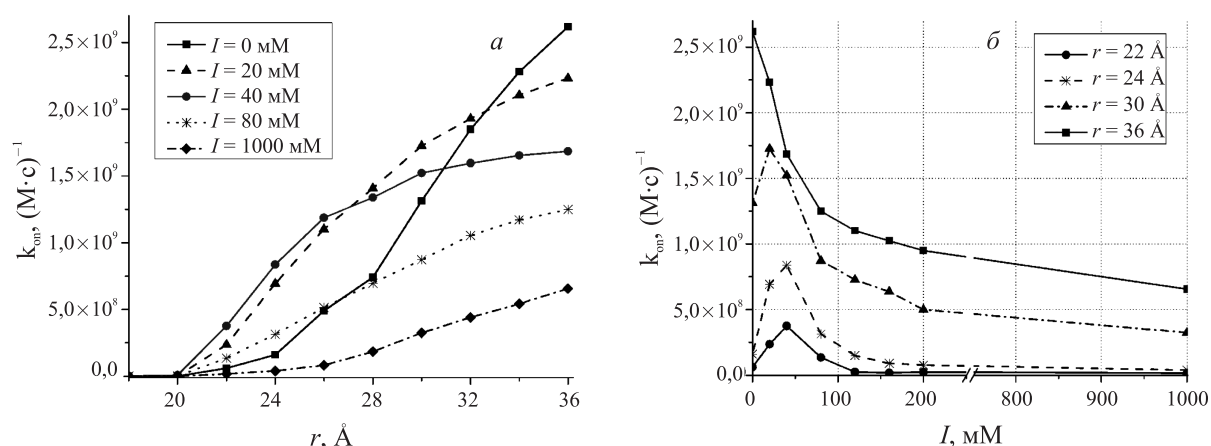 2,5×10⁹
2,0×10⁹
1,5×10⁹
1,0×10⁹
5,0×10⁸
0,0
kₒₙ, (М·с)⁻¹
I = 0 мМ
I = 20 мМ
I = 40 мМ
I = 80 мМ
I = 1000 мМ
а
20 24 28 32 36
r, Å
2,5×10⁹
2,0×10⁹
1,5×10⁹
1,0×10⁹
5,0×10⁸
0,0
kₒₙ, (М·с)⁻¹
б
r = 22 Å
r = 24 Å
r = 30 Å
r = 36 Å
0 100 200 800 900 1000
I, мМ